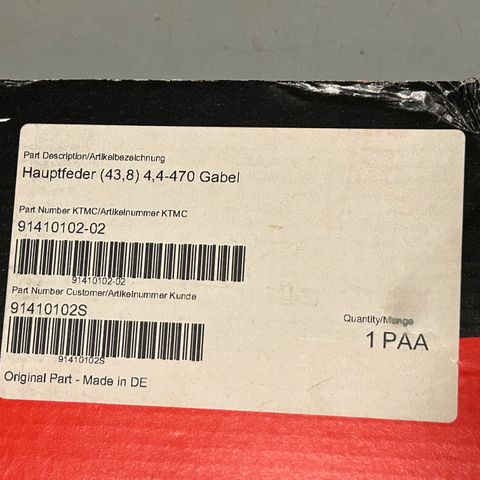 Part Description/Artikelbezeichnung
Hauptfeder (43,8) 4,4-470 Gabel
Part Number KTMC/Artikelnummer KTMC
91410102-02
91410102-02
Part Number Customer/Artikelnummer Kunde
91410102S
91410102S
Quantity/Menge
1 PAA
Original Part - Made in DE